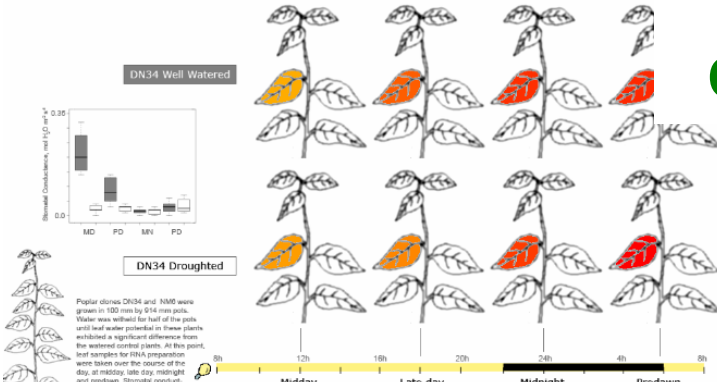 DN34 Well Watered
0.35
Stomatal Conductance, mol H₂O m⁻² s⁻¹
0.0
MD PD MN PD
DN34 Droughted
Poplar clones DN34 and NM6 were
grown in 100 mm by 914 mm pots.
Water was witheld for half of the pots
until leaf water potential in these plants
exhibited a significant difference from
the watered control plants. At this point,
leaf samples for RNA preparation
were taken over the course of the
day, at midday, late day, midnight
and predawn. Stomatal conduct-
8h 12h 16h 20h 24h 4h 8h
Midday Late day Midnight Predawn